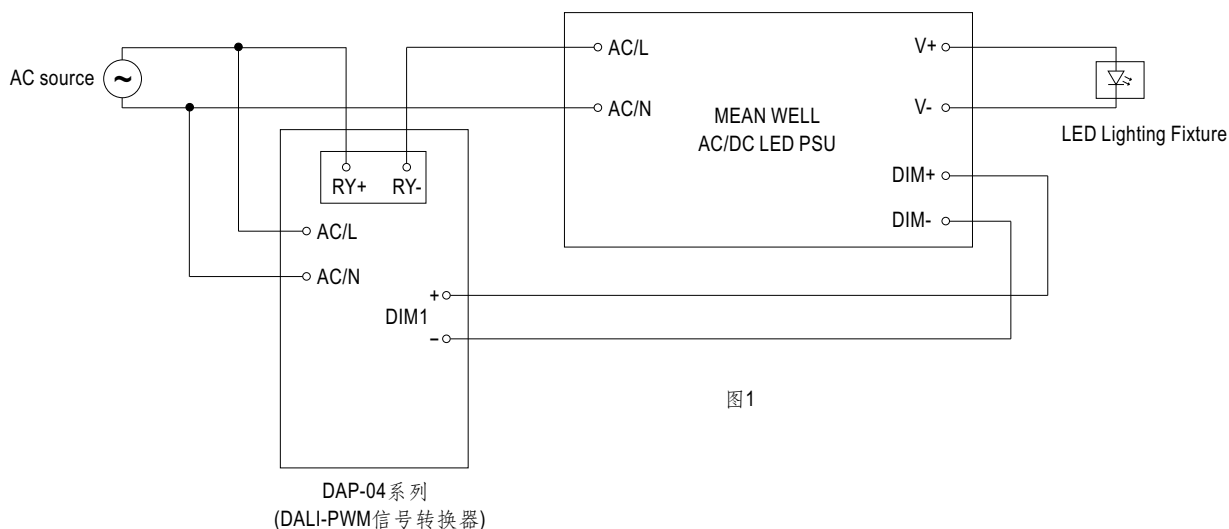 AC source
~
AC/L
AC/N
MEAN WELL
AC/DC LED PSU
V+
V-
DIM+
DIM-
LED Lighting Fixture
RY+ RY-
AC/L
AC/N
+
DIM1
−
图1
DAP-04系列
(DALI-PWM信号转换器)